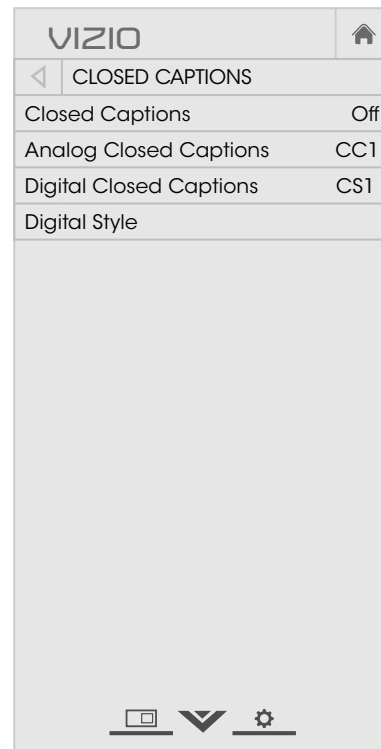 VIZIO
CLOSED CAPTIONS
Closed Captions Off
Analog Closed Captions CC1
Digital Closed Captions CS1
Digital Style